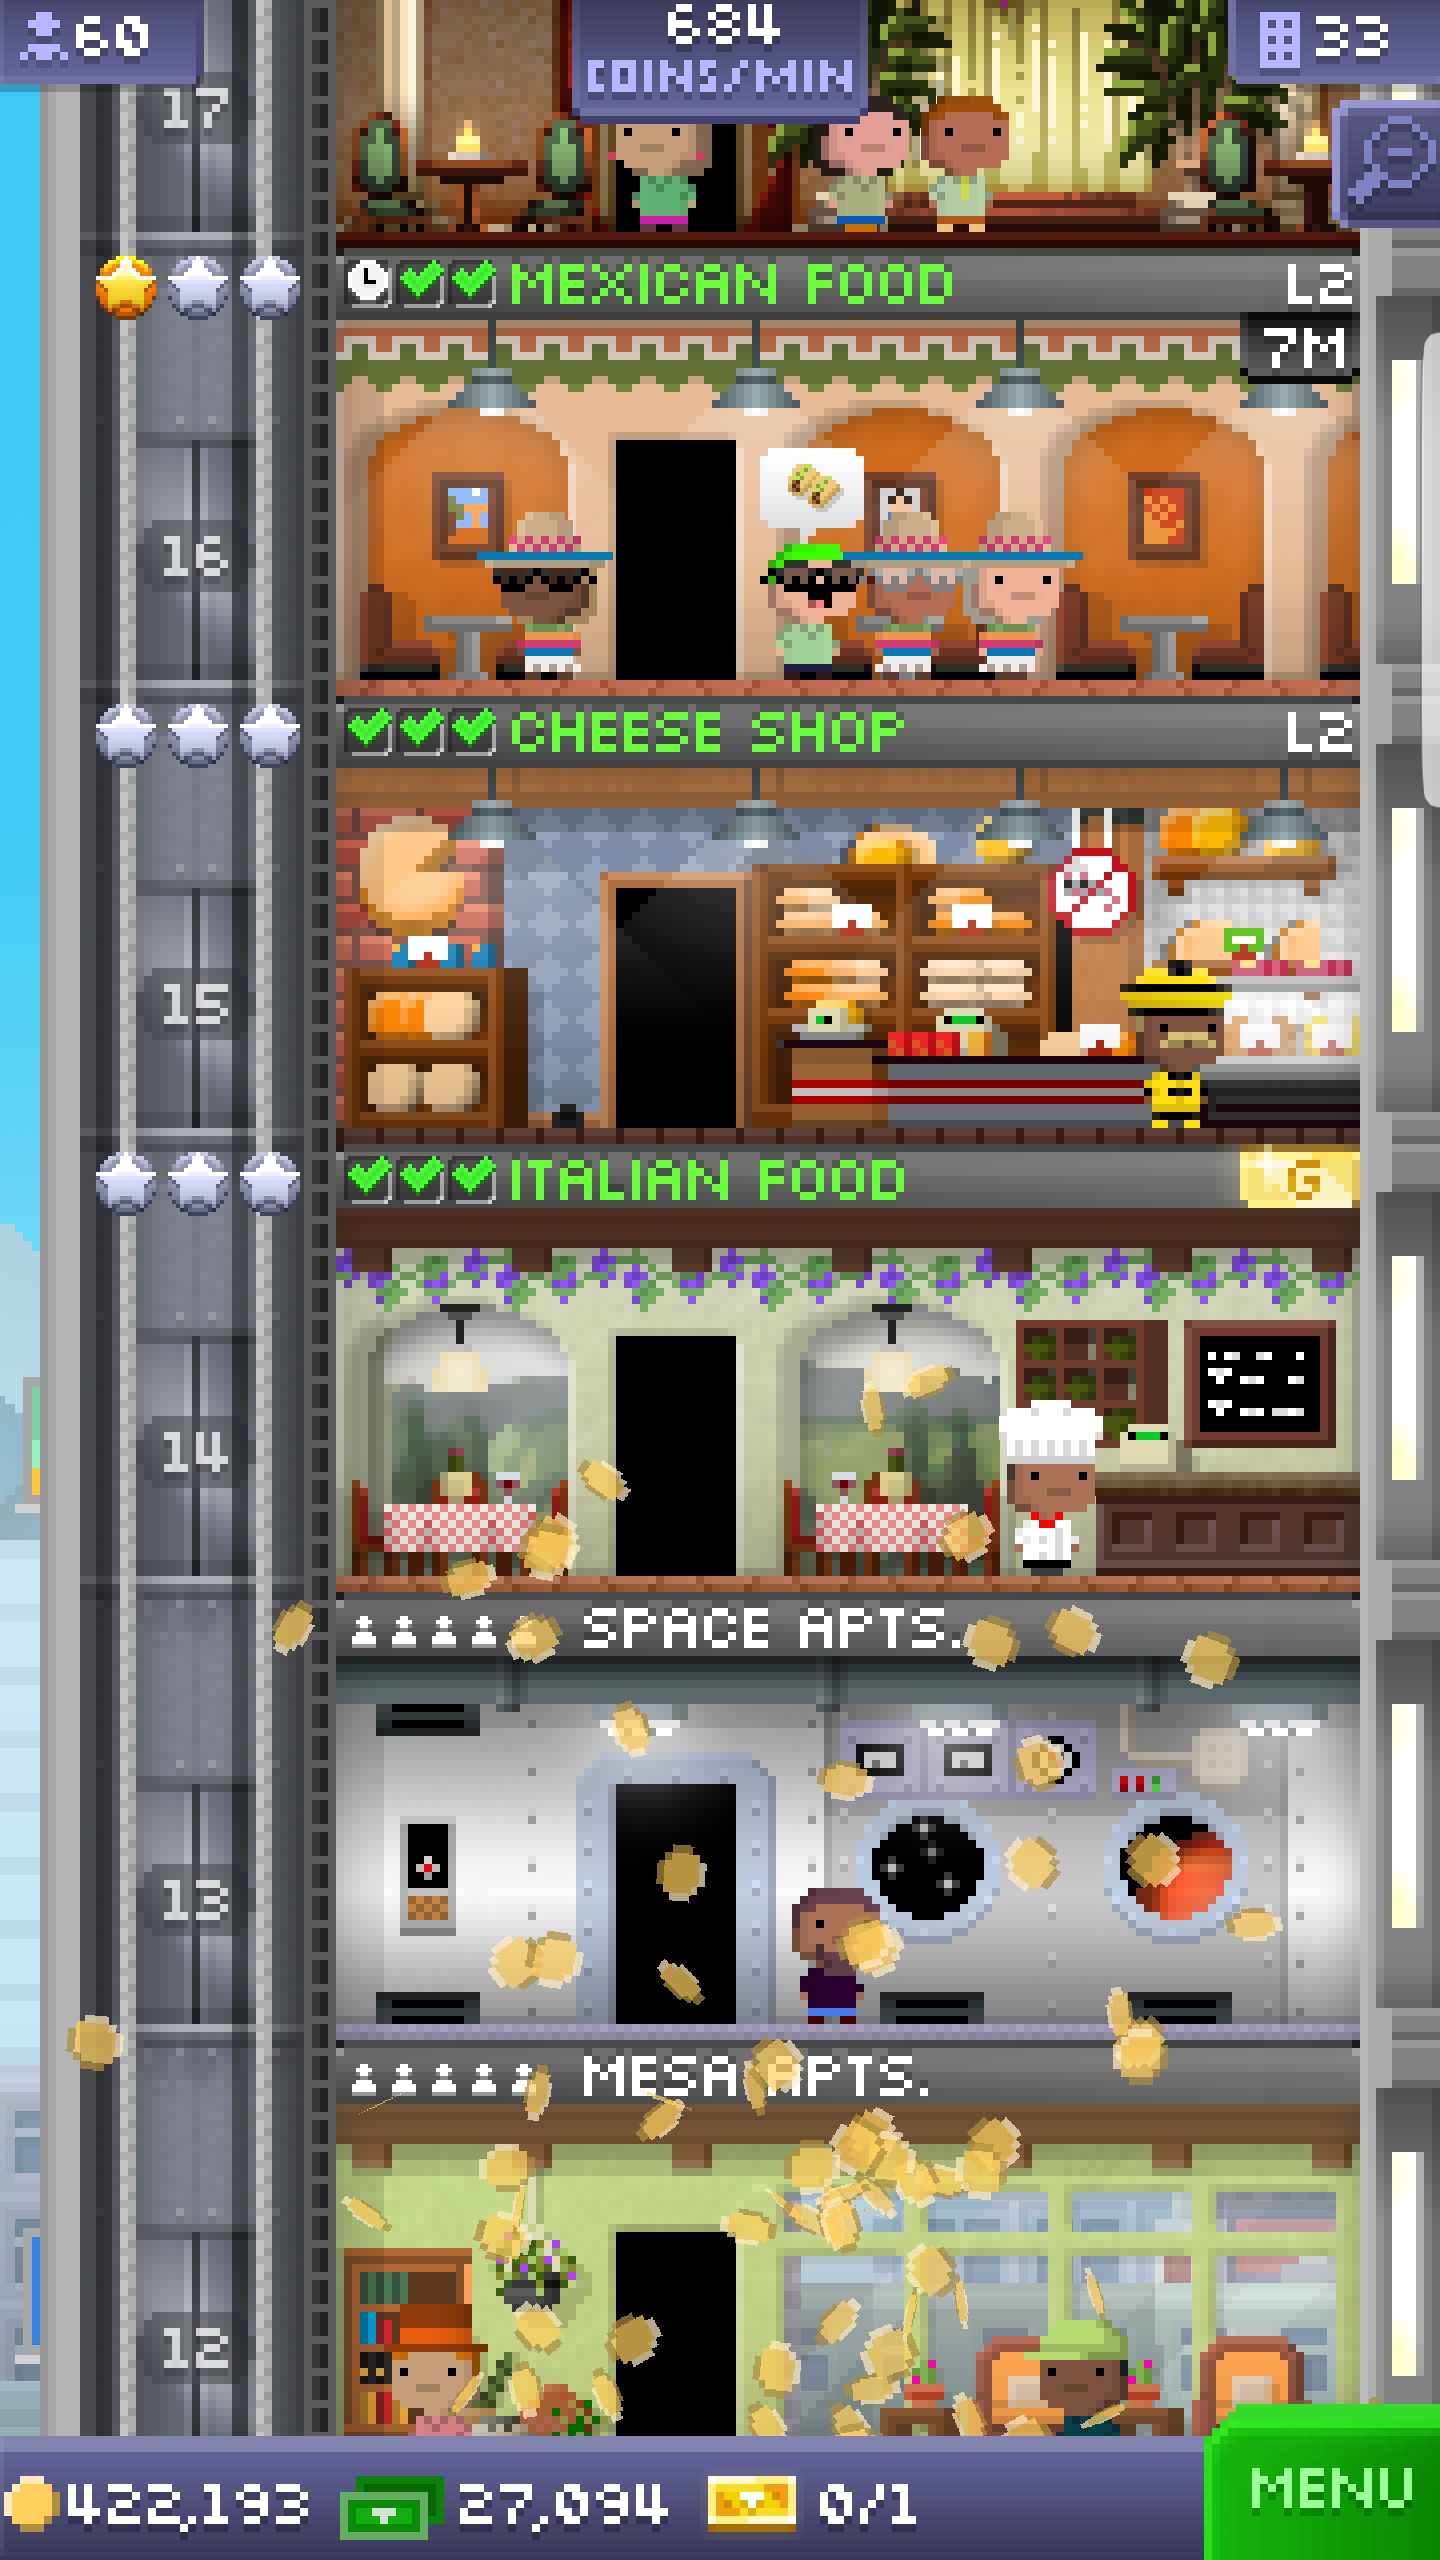 60
684
COINS/MIN
33
17
MEXICAN FOOD
L2
7M
16
CHEESE SHOP
L2
15
ITALIAN FOOD
G
14
SPACE APTS.
13
MESA APTS.
12
422,193
27,094
0/1
MENU